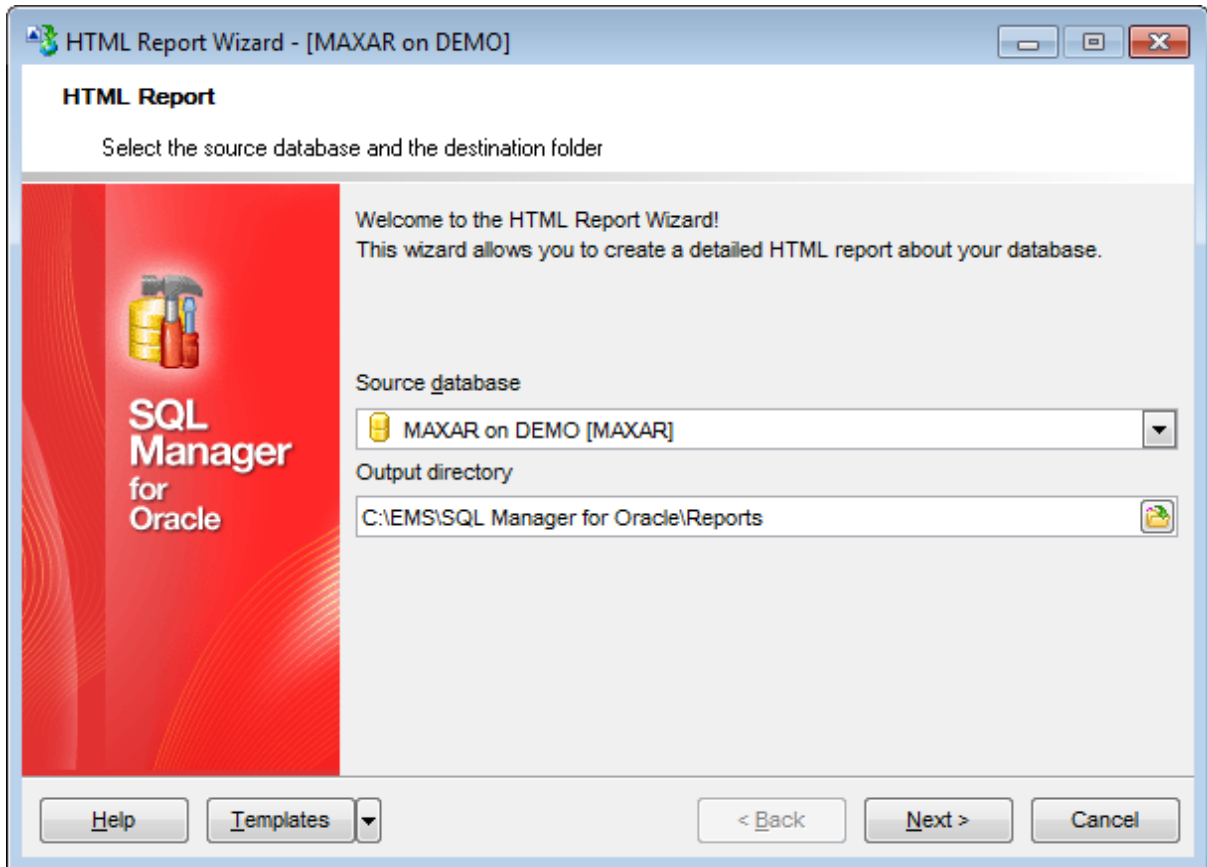 HTML Report Wizard - [MAXAR on DEMO]
HTML Report
Select the source database and the destination folder
Welcome to the HTML Report Wizard!
This wizard allows you to create a detailed HTML report about your database.
SQL
Manager
for
Oracle
Source database
MAXAR on DEMO [MAXAR]
Output directory
C:\EMS\SQL Manager for Oracle\Reports
Help
Templates
< Back
Next >
Cancel